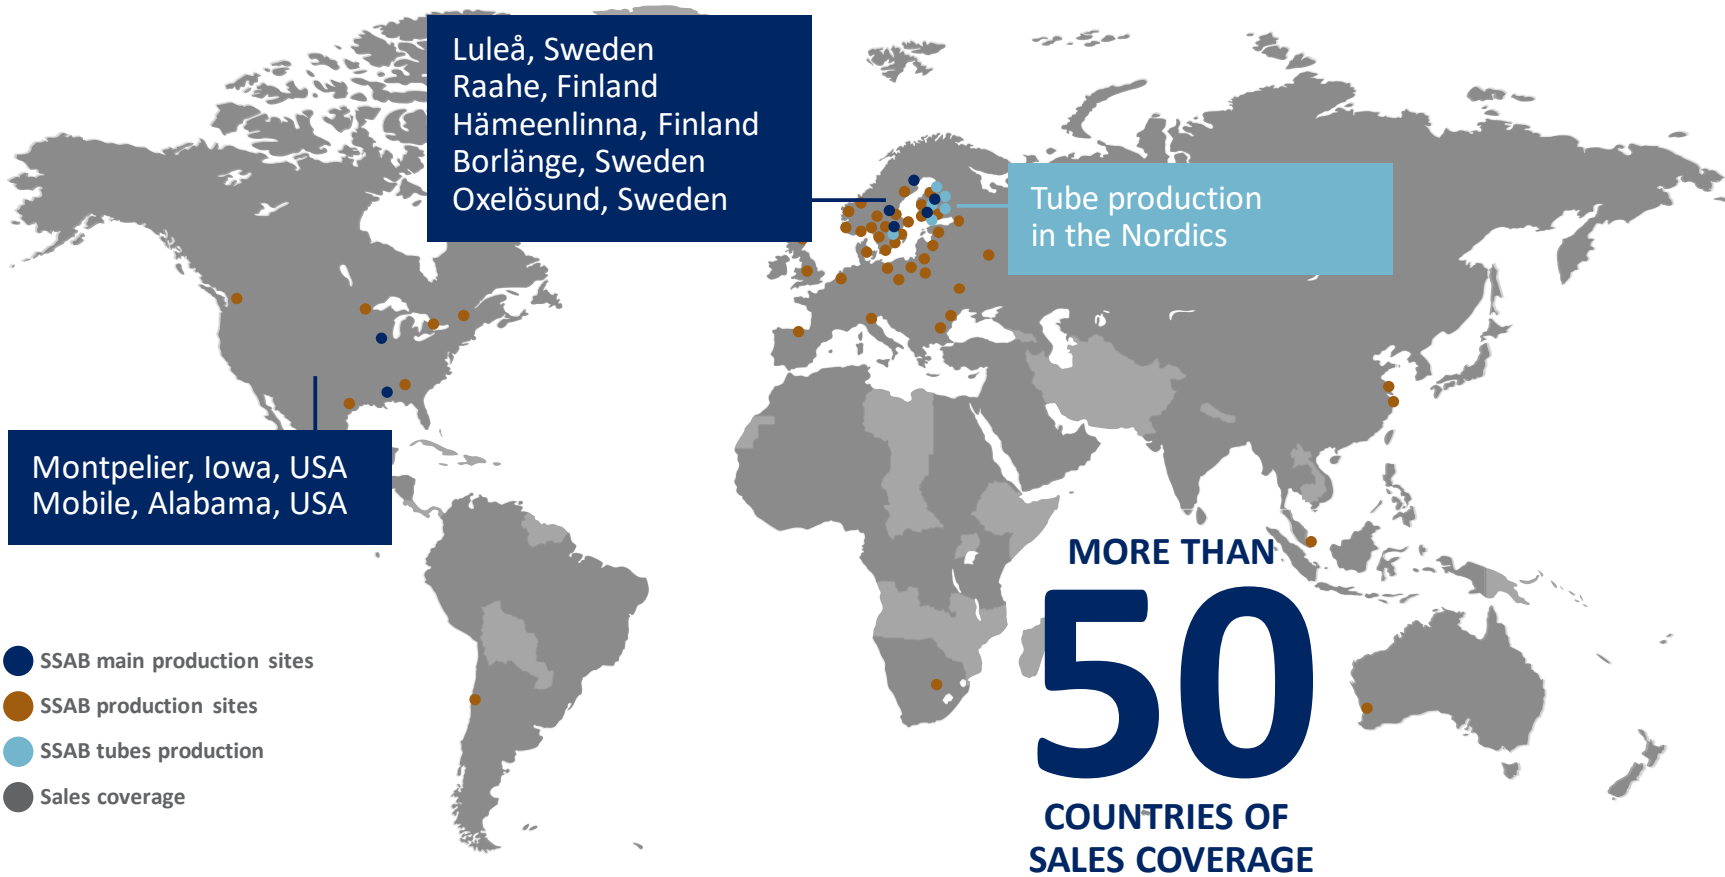 Luleå, Sweden
Raahe, Finland
Hämeenlinna, Finland
Borlänge, Sweden
Oxelösund, Sweden
Tube production
in the Nordics
Montpelier, Iowa, USA
Mobile, Alabama, USA
MORE THAN
50
COUNTRIES OF
SALES COVERAGE
SSAB main production sites
SSAB production sites
SSAB tubes production
Sales coverage